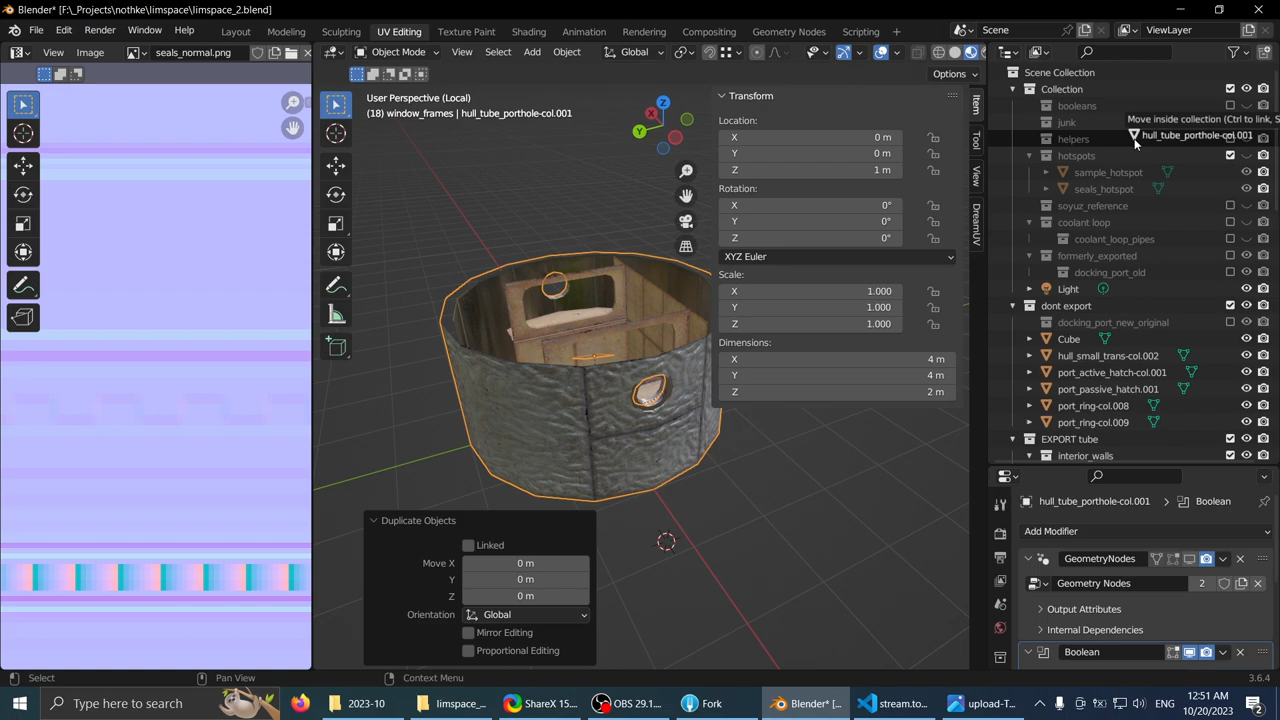 Blender* [F:\_Projects/nothke/limspace/limspace_2.blend]
File Edit Render Window Help Layout Modeling Sculpting UV Editing Texture Paint Shading Animation Rendering Compositing Geometry Nodes Scripting + Scene ViewLayer
View Image seals_normal.png Object Mode View Select Add Object Global
Options
User Perspective (Local)
(18) window_frames | hull_tube_porthole-col.001
Z
X
Y
Transform
Location:
X 0 m
Y 0 m
Z 1 m
Rotation:
X 0°
Y 0°
Z 0°
XYZ Euler
Scale:
X 1.000
Y 1.000
Z 1.000
Dimensions:
X 4 m
Y 4 m
Z 2 m
Item
Tool
View
DreamUV
Scene Collection
Collection
booleans
junk
Move inside collection (Ctrl to link, S
hull_tube_porthole-col.001
helpers
hotspots
sample_hotspot
seals_hotspot
soyuz_reference
coolant loop
coolant_loop_pipes
formerly_exported
docking_port_old
Light
dont export
docking_port_new_original
Cube
hull_small_trans-col.002
port_active_hatch-col.001
port_passive_hatch.001
port_ring-col.008
port_ring-col.009
EXPORT tube
interior_walls
hull_tube_porthole-col.001 > Boolean
Add Modifier
GeometryNodes
Geometry Nodes 2
Output Attributes
Internal Dependencies
Boolean
Duplicate Objects
Linked
Move X 0 m
Y 0 m
Z 0 m
Orientation Global
Mirror Editing
Proportional Editing
Select Pan View Context Menu 3.6.4
Type here to search 2023-10 limspace_... ShareX 15.... OBS 29.1.... Fork Blender* [... stream.to... upload-T... 12:51 AM
10/20/2023 2